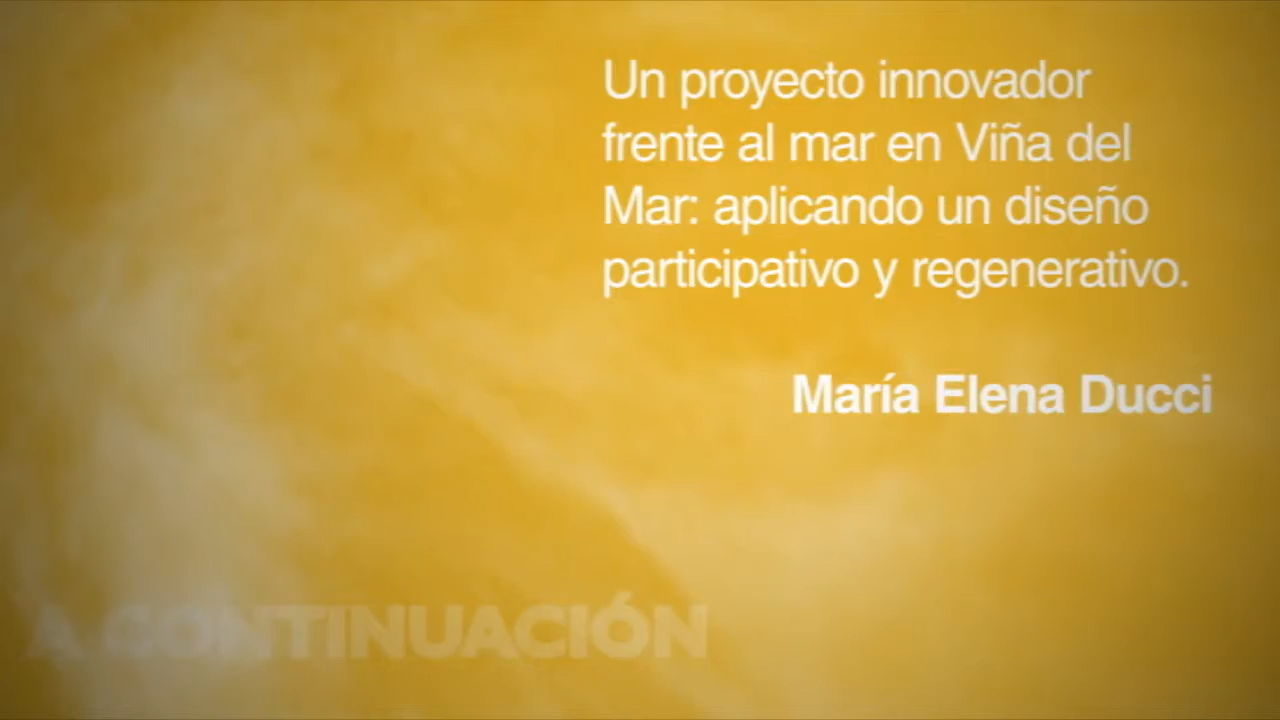 Un proyecto innovador
frente al mar en Viña del
Mar: aplicando un diseño
participativo y regenerativo.
María Elena Ducci
A CONTINUACIÓN